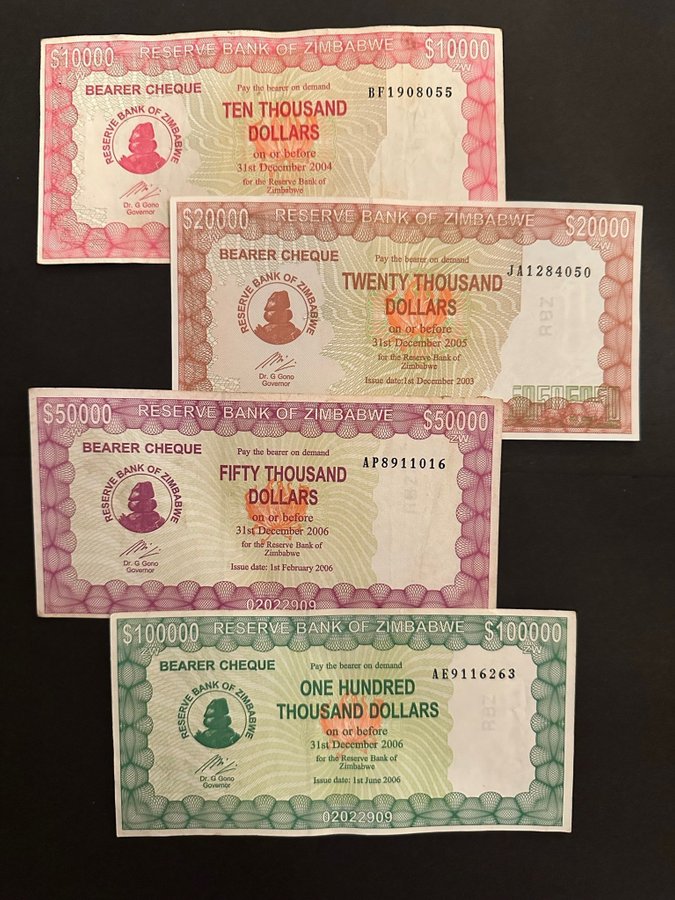 $10000 RESERVE BANK OF ZIMBABWE $10000
ZW ZW
BEARER CHEQUE
Pay the bearer on demand
BF1908055
TEN THOUSAND
DOLLARS
RESERVE BANK OF ZIMBABWE
on or before
31st December 2004
for the Reserve Bank of
Zimbabwe
Dr G Gono
Governor
$20000 RESERVE BANK OF ZIMBABWE $20000
ZW ZW
BEARER CHEQUE
Pay the bearer on demand
JA1284050
TWENTY THOUSAND
DOLLARS
RESERVE BANK OF ZIMBABWE
RBZ
on or before
31st December 2005
for the Reserve Bank of
Zimbabwe
Dr. G Gono
Governor
Issue date:1st December 2003
$50000 RESERVE BANK OF ZIMBABWE $50000
ZW ZW
BEARER CHEQUE
Pay the bearer on demand
AP8911016
FIFTY THOUSAND
DOLLARS
RESERVE BANK OF ZIMBABWE
RBZ
on or before
31st December 2006
for the Reserve Bank of
Zimbabwe
Dr. G Gono
Governor
Issue date: 1st February 2006
02022909
$100000 RESERVE BANK OF ZIMBABWE $100000
ZW ZW
BEARER CHEQUE
Pay the bearer on demand
AE9116263
ONE HUNDRED
THOUSAND DOLLARS
RESERVE BANK OF ZIMBABWE
RBZ
on or before
31st December 2006
for the Reserve Bank of
Zimbabwe
Dr. G Gono
Governor
Issue date: 1st June 2006
02022909